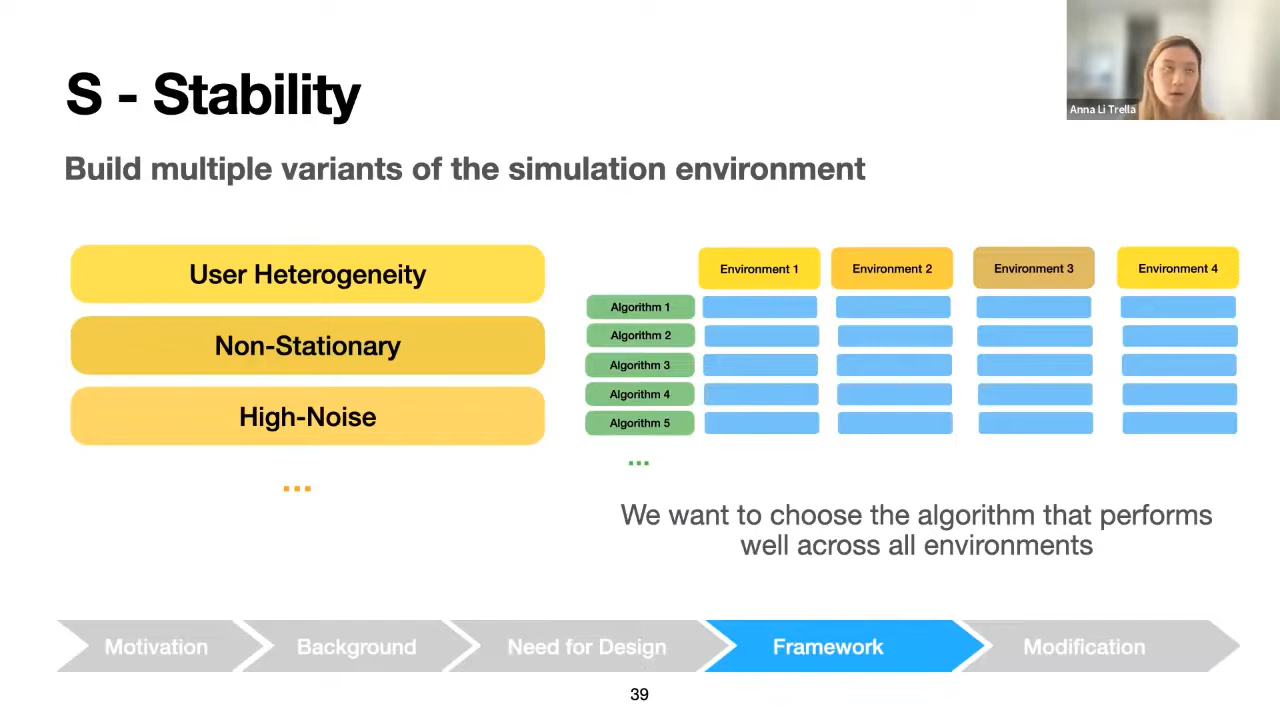 S - Stability
Anna Li Trella
Build multiple variants of the simulation environment
User Heterogeneity
Non-Stationary
High-Noise
...
Environment 1
Environment 2
Environment 3
Environment 4
Algorithm 1
Algorithm 2
Algorithm 3
Algorithm 4
Algorithm 5
...
We want to choose the algorithm that performs
well across all environments
Motivation
Background
Need for Design
Framework
Modification
39